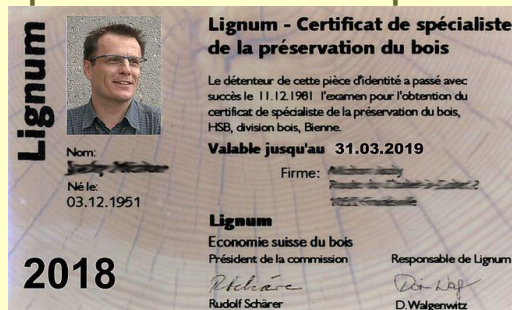 Lignum
Lignum - Certificat de spécialiste
de la préservation du bois
Le détenteur de cette pièce d'identité a passé avec
succès le 11.12.1981 l'examen pour l'obtention du
certificat de spécialiste de la préservation du bois,
HSB, division bois, Bienne.
Nom:
Valable jusqu'au 31.03.2019
Firme:
Né le:
03.12.1951
Lignum
Economie suisse du bois
Président de la commission
Responsable de Lignum
2018
Rudolf Schärer
D. Walgenwitz